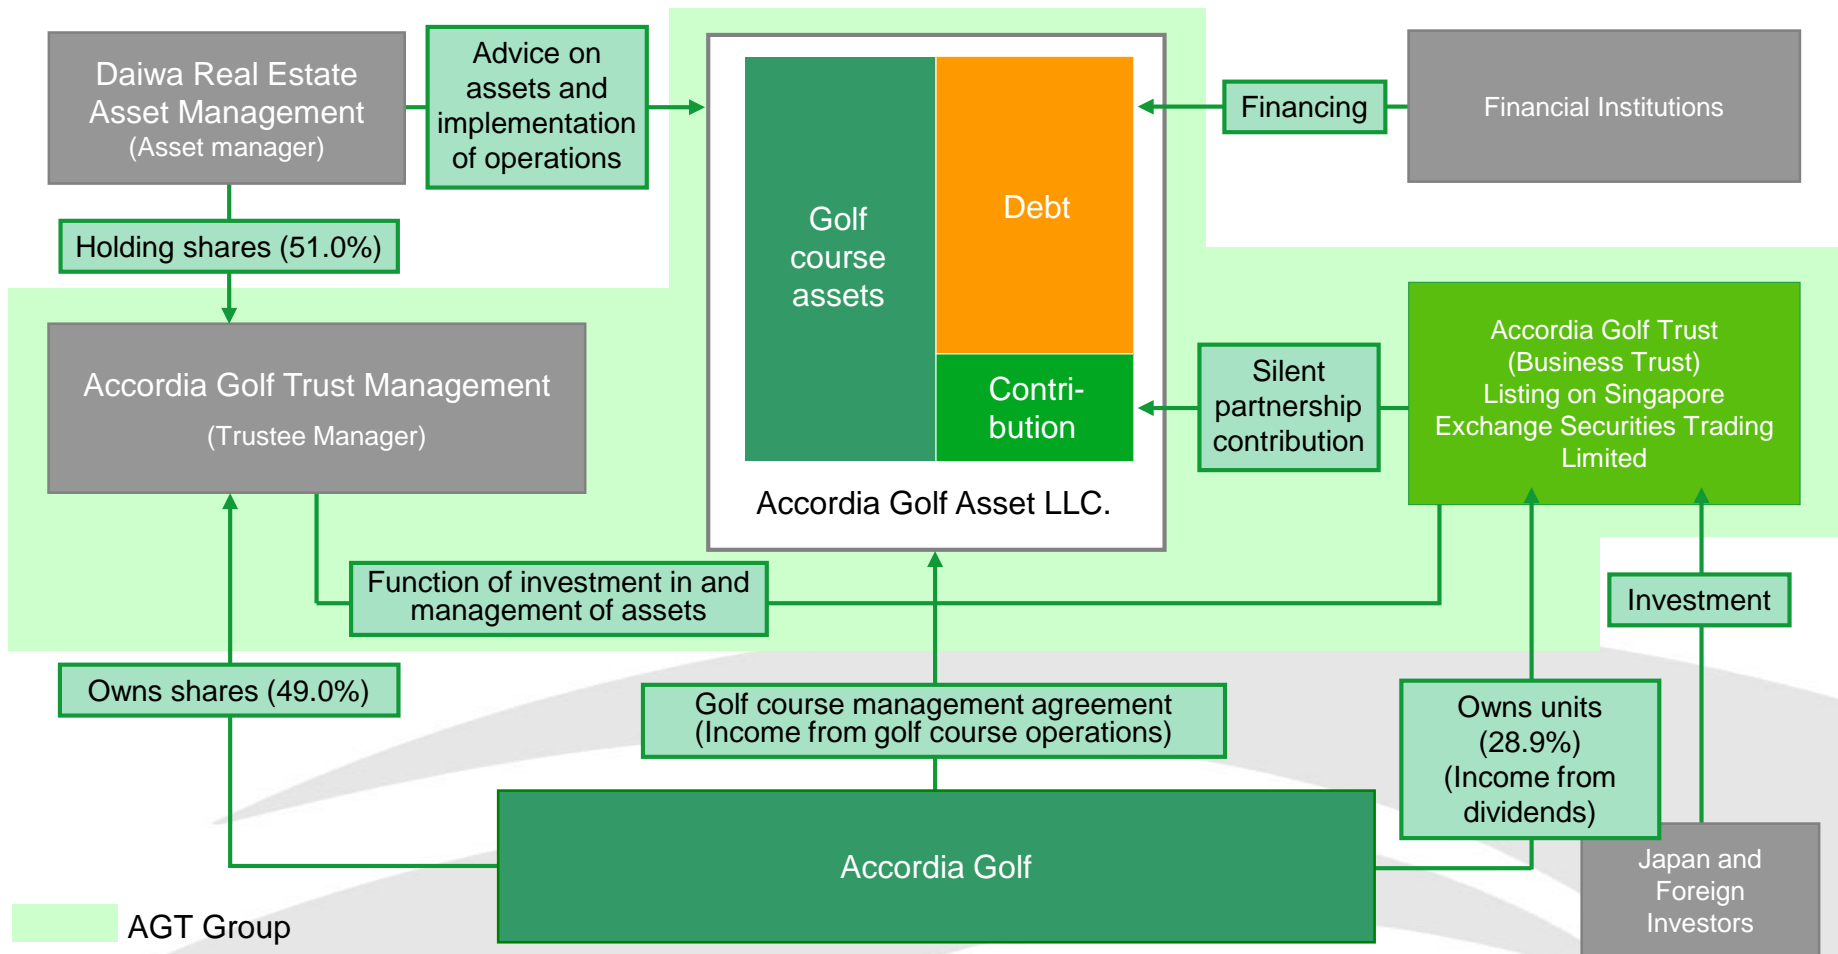 Daiwa Real Estate
Asset Management
(Asset manager)
Advice on
assets and
implementation
of operations
Golf
course
assets
Debt
Contri-
bution
Accordia Golf Asset LLC.
Financing
Financial Institutions
Holding shares (51.0%)
Accordia Golf Trust Management
(Trustee Manager)
Silent
partnership
contribution
Accordia Golf Trust
(Business Trust)
Listing on Singapore
Exchange Securities Trading
Limited
Function of investment in and
management of assets
Investment
Owns shares (49.0%)
Golf course management agreement
(Income from golf course operations)
Owns units
(28.9%)
(Income from
dividends)
Accordia Golf
Japan and
Foreign
Investors
AGT Group